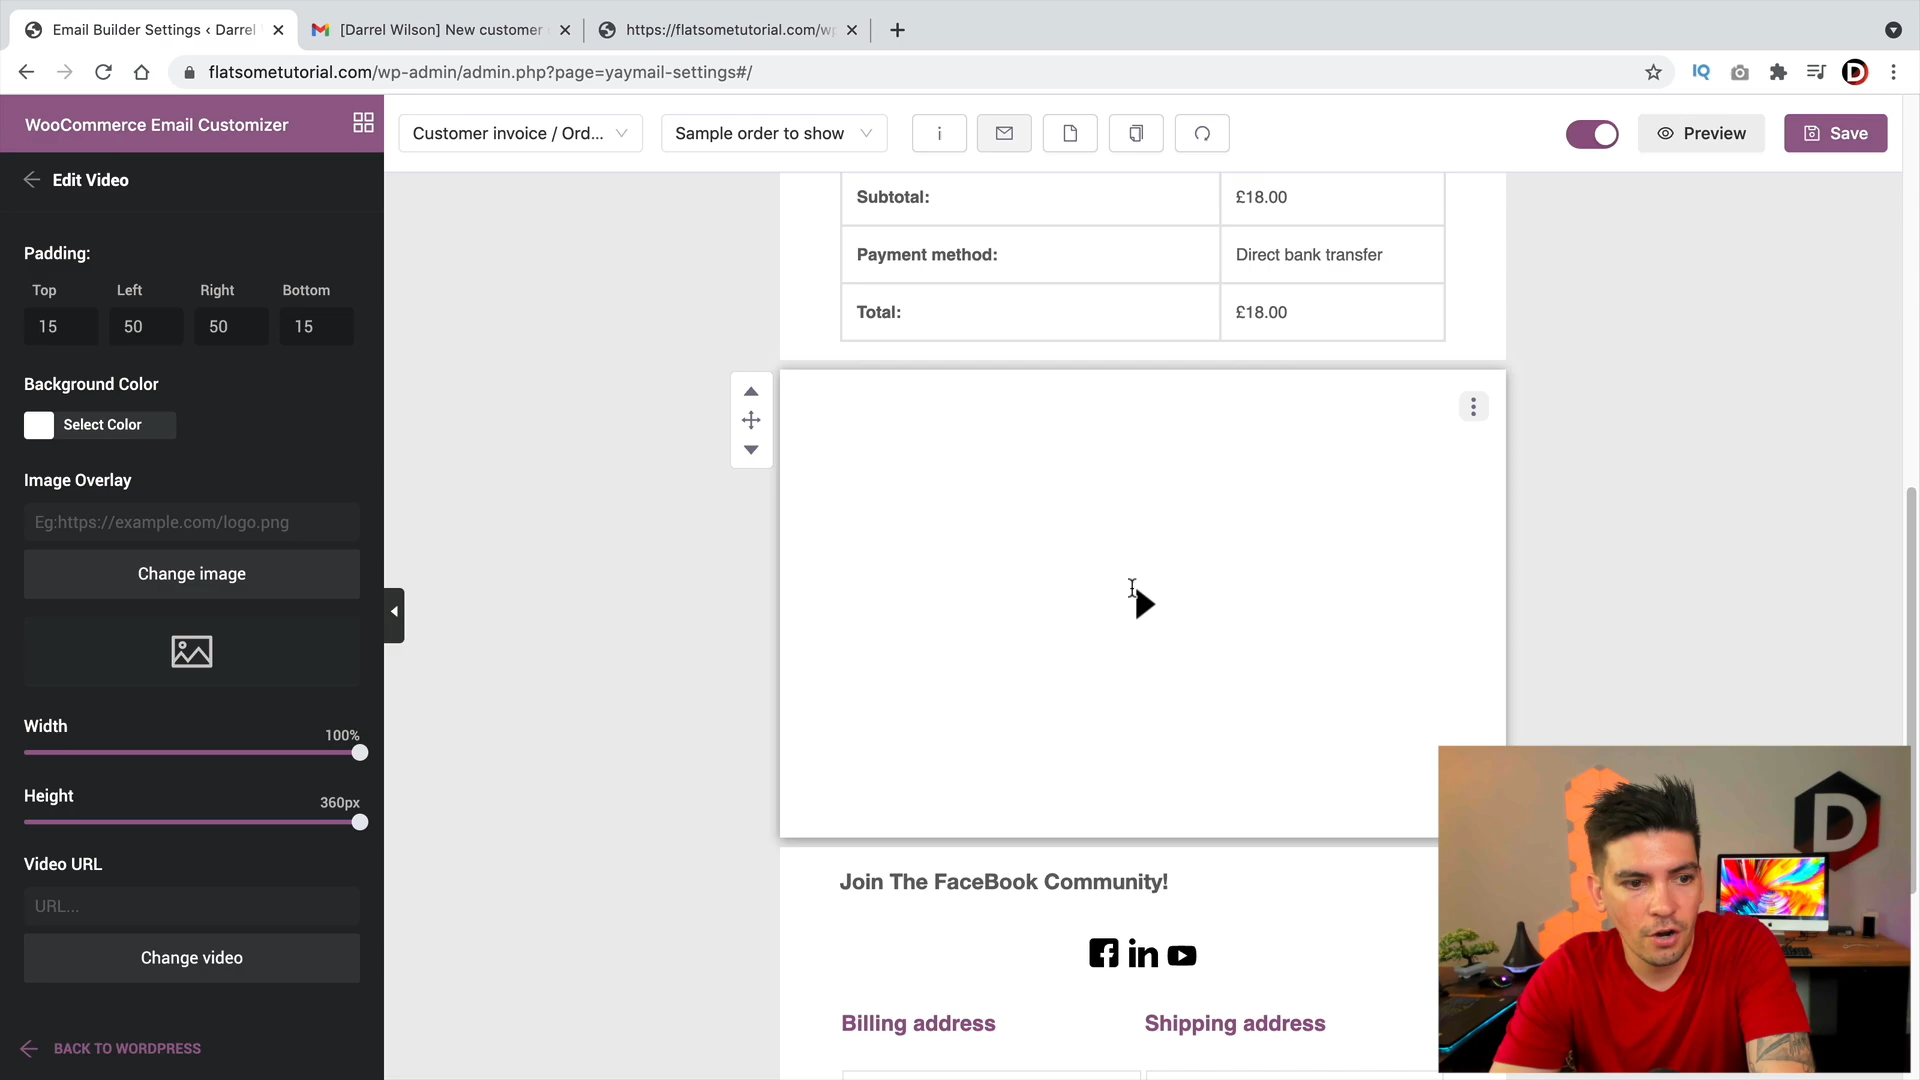 Email Builder Settings ‹ Darrel
[Darrel Wilson] New customer
https://flatsometutorial.com/wp
flatsometutorial.com/wp-admin/admin.php?page=yaymail-settings#/
IQ
D
WooCommerce Email Customizer
Customer invoice / Ord...
Sample order to show
i
Preview
Save
Edit Video
Padding:
Top
Left
Right
Bottom
15
50
50
15
Background Color
Select Color
Image Overlay
Eg:https://example.com/logo.png
Change image
Width
100%
Height
360px
Video URL
URL...
Change video
BACK TO WORDPRESS
Subtotal:
£18.00
Payment method:
Direct bank transfer
Total:
£18.00
Join The FaceBook Community!
in
Billing address
Shipping address
D